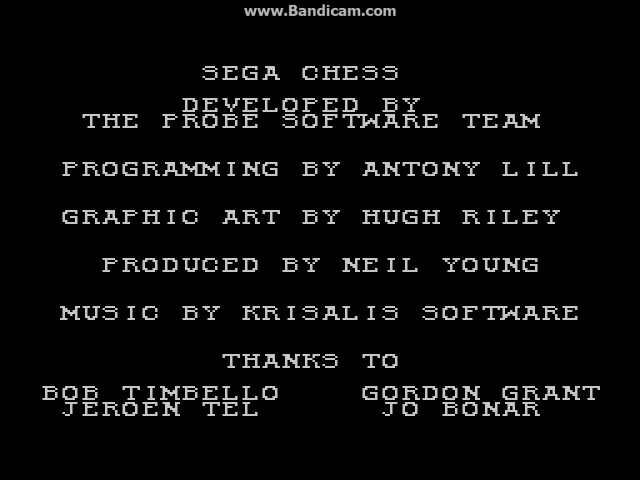 www.Bandicam.com
SEGA CHESS
DEVELOPED BY
THE PROBE SOFTWARE TEAM
PROGRAMMING BY ANTONY LILL
GRAPHIC ART BY HUGH RILEY
PRODUCED BY NEIL YOUNG
MUSIC BY KRISALIS SOFTWARE
THANKS TO
BOB TIMBELLO GORDON GRANT
JEROEN TEL JO BONAR